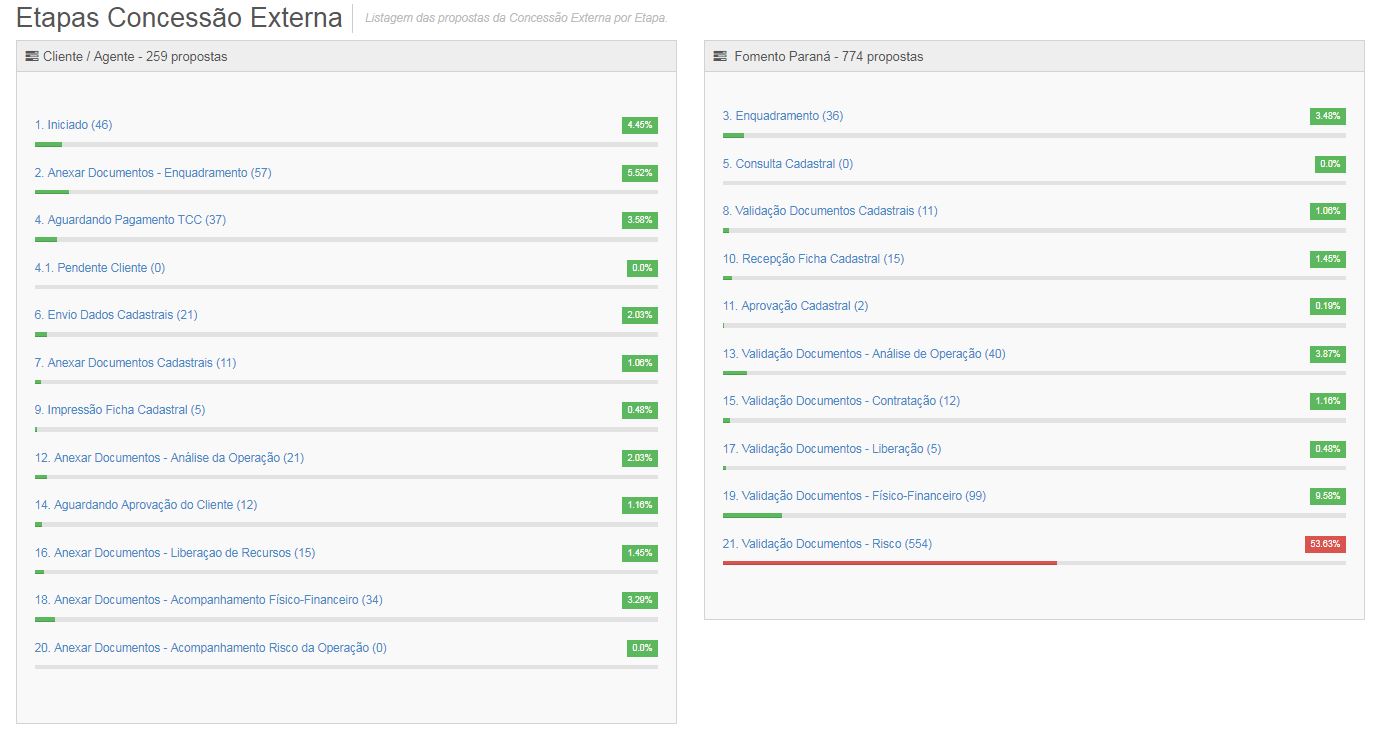 Etapas Concessão Externa
Listagem das propostas da Concessão Externa por Etapa.
Cliente / Agente - 259 propostas
1. Iniciado (46) 4.45%
2. Anexar Documentos - Enquadramento (57) 5.52%
4. Aguardando Pagamento TCC (37) 3.58%
4.1. Pendente Cliente (0) 0.0%
6. Envio Dados Cadastrais (21) 2.03%
7. Anexar Documentos Cadastrais (11) 1.06%
9. Impressão Ficha Cadastral (5) 0.48%
12. Anexar Documentos - Análise da Operação (21) 2.03%
14. Aguardando Aprovação do Cliente (12) 1.16%
16. Anexar Documentos - Liberaçao de Recursos (15) 1.45%
18. Anexar Documentos - Acompanhamento Físico-Financeiro (34) 3.29%
20. Anexar Documentos - Acompanhamento Risco da Operação (0) 0.0%
Fomento Paraná - 774 propostas
3. Enquadramento (36) 3.48%
5. Consulta Cadastral (0) 0.0%
8. Validação Documentos Cadastrais (11) 1.06%
10. Recepção Ficha Cadastral (15) 1.45%
11. Aprovação Cadastral (2) 0.19%
13. Validação Documentos - Análise de Operação (40) 3.87%
15. Validação Documentos - Contratação (12) 1.16%
17. Validação Documentos - Liberação (5) 0.48%
19. Validação Documentos - Físico-Financeiro (99) 9.58%
21. Validação Documentos - Risco (554) 53.63%